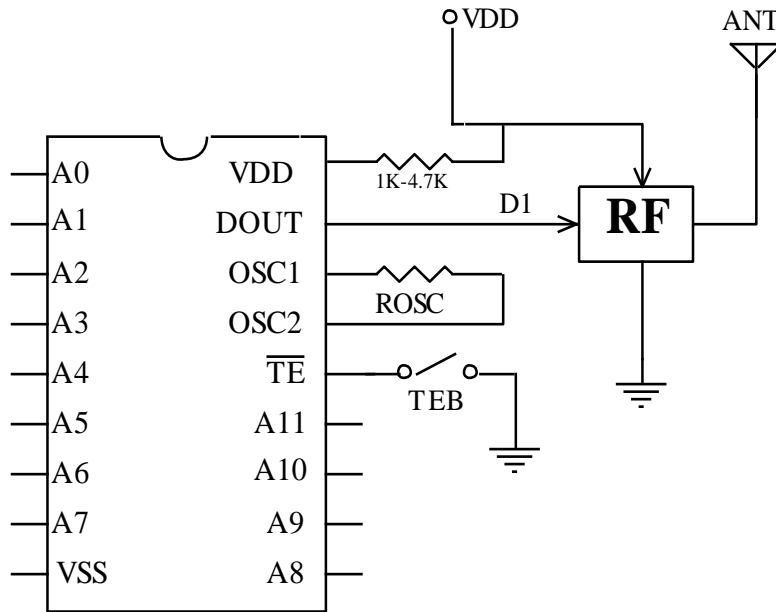 VDD
ANT
A0
VDD
1K-4.7K
A1
DOUT
D1
RF
A2
OSC1
ROSC
A3
OSC2
A4
TE
TEB
A5
A11
A6
A10
A7
A9
VSS
A8